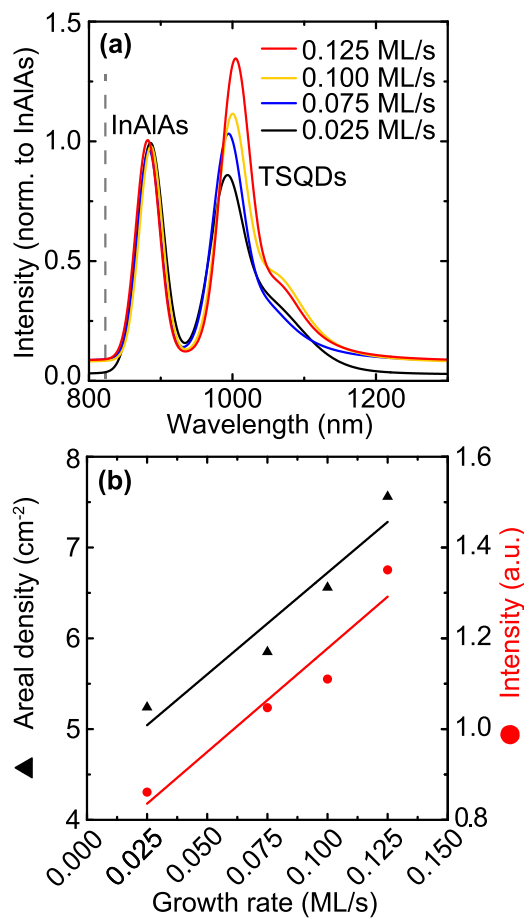 (a)
0.125 ML/s
0.100 ML/s
0.075 ML/s
0.025 ML/s
InAlAs
TSQDs
Intensity (norm. to InAlAs)
1.5
1.0
0.5
0.0
800 1000 1200
Wavelength (nm)
(b)
▲ Areal density (cm⁻²)
8
7
6
5
4
1.6
1.4
1.2
1.0
0.8
● Intensity (a.u.)
0.000 0.025 0.050 0.075 0.100 0.125 0.150
Growth rate (ML/s)